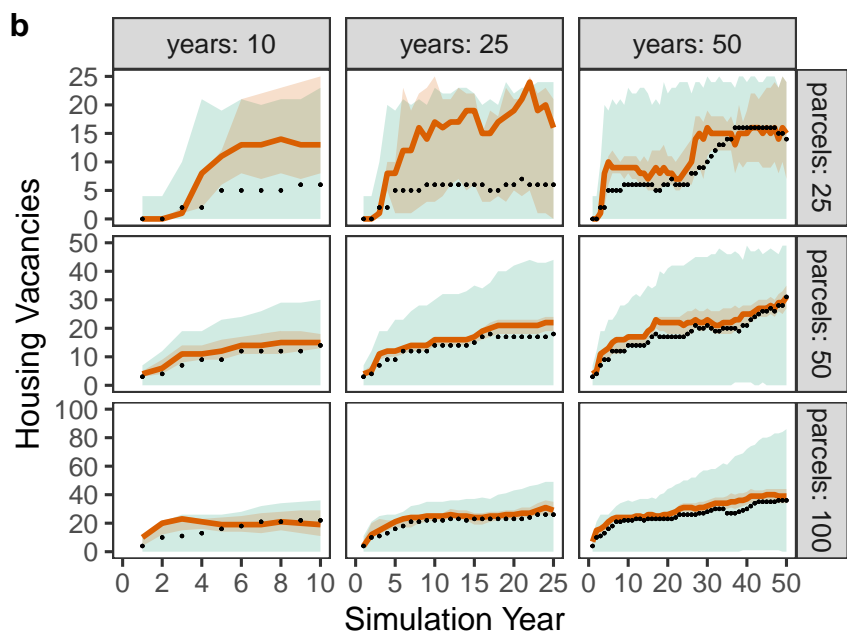 b
years: 10
years: 25
years: 50
25
20
15
10
5
0
parcels: 25
50
40
30
20
10
0
parcels: 50
100
80
60
40
20
0
parcels: 100
Housing Vacancies
0 2 4 6 8 10
0 5 10 15 20 25
0 10 20 30 40 50
Simulation Year